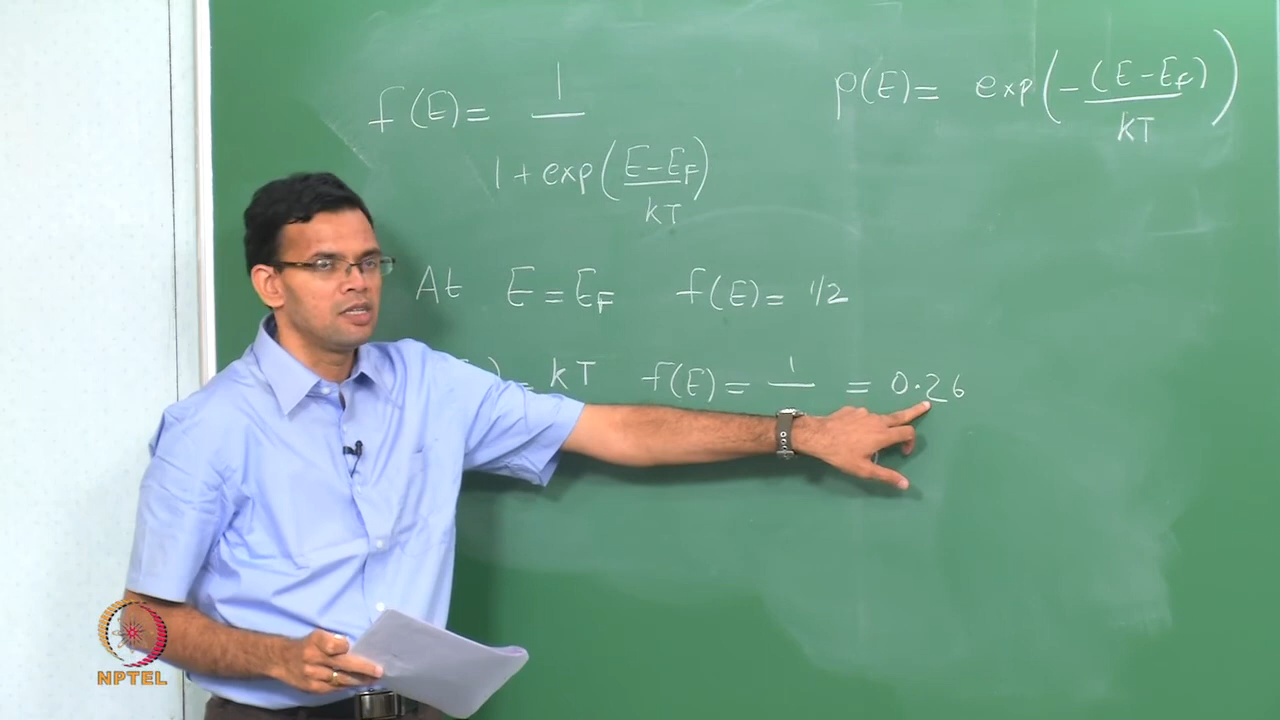 f(E) = 1
1 + exp(E-EF / kT)
p(E) = exp(-(E-EF) / kT)
At E = EF f(E) = 1/2
) = kT f(E) = 1 = 0.26
NPTEL